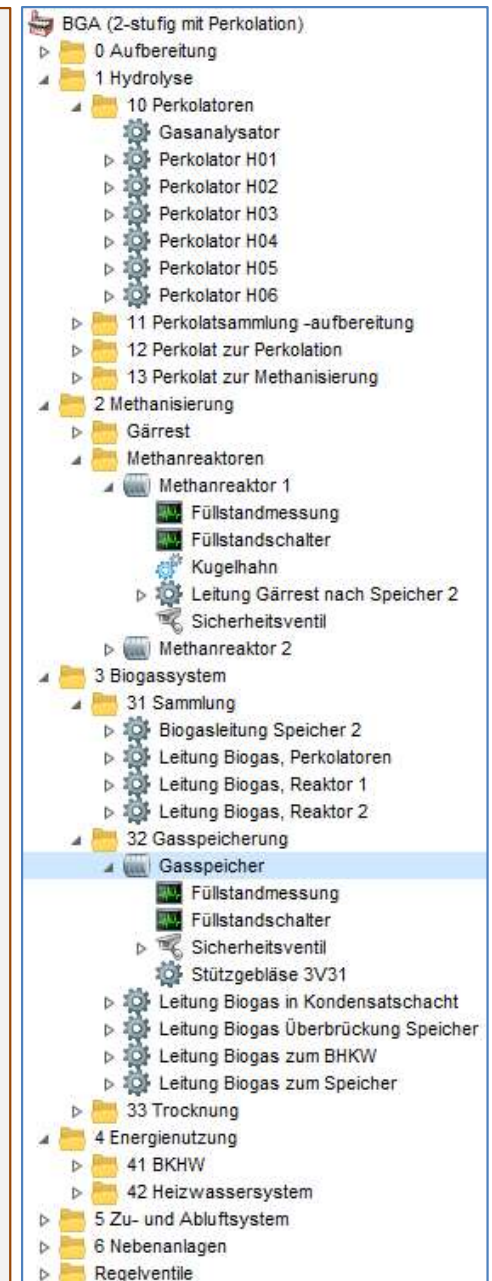 BGA (2-stufig mit Perkolation)
0 Aufbereitung
1 Hydrolyse
10 Perkolatoren
Gasanalysator
Perkolator H01
Perkolator H02
Perkolator H03
Perkolator H04
Perkolator H05
Perkolator H06
11 Perkolatsammlung -aufbereitung
12 Perkolat zur Perkolation
13 Perkolat zur Methanisierung
2 Methanisierung
Gärrest
Methanreaktoren
Methanreaktor 1
Füllstandmessung
Füllstandschalter
Kugelhahn
Leitung Gärrest nach Speicher 2
Sicherheitsventil
Methanreaktor 2
3 Biogassystem
31 Sammlung
Biogasleitung Speicher 2
Leitung Biogas, Perkolatoren
Leitung Biogas, Reaktor 1
Leitung Biogas, Reaktor 2
32 Gasspeicherung
Gasspeicher
Füllstandmessung
Füllstandschalter
Sicherheitsventil
Stützgebläse 3V31
Leitung Biogas in Kondensatschacht
Leitung Biogas Überbrückung Speicher
Leitung Biogas zum BHKW
Leitung Biogas zum Speicher
33 Trocknung
4 Energienutzung
41 BKHW
42 Heizwassersystem
5 Zu- und Abluftsystem
6 Nebenanlagen
Regelventile